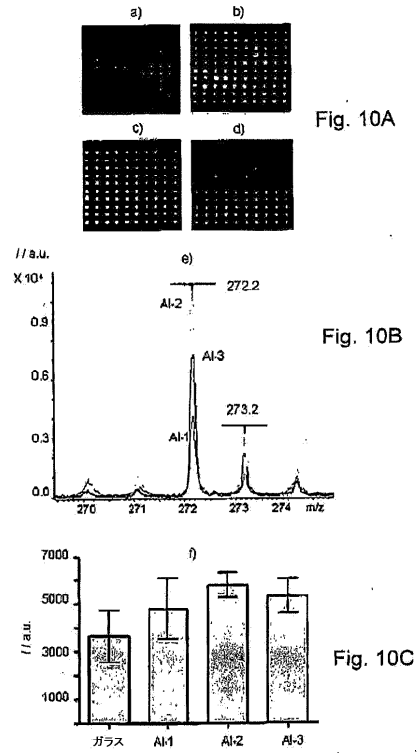 a)
b)
Fig. 10A
c)
d)
I / a.u.
e)
X 10⁴
272.2
Al-2
0.9
Fig. 10B
Al-3
0.6
Al-1
273.2
0.3
0.0
270 271 272 273 274 m/z
f)
7000
I / a.u.
5000
4000
3000
1000
Fig. 10C
ガラス Al-1 Al-2 Al-3